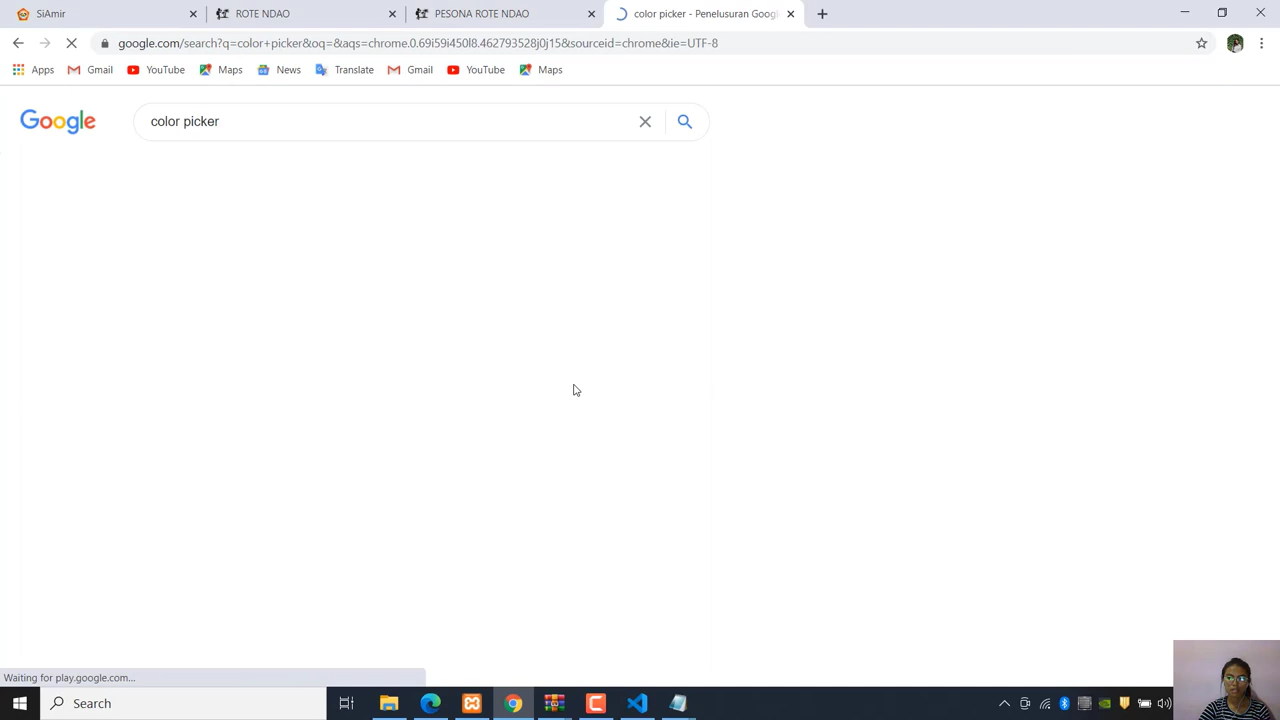 SiAmir
ROTE NDAO
PESONA ROTE NDAO
color picker - Penelusuran Googl
google.com/search?q=color+picker&oq=&aqs=chrome.0.69i59i450l8.462793528j0j15&sourceid=chrome&ie=UTF-8
Apps Gmail YouTube Maps News Translate Gmail YouTube Maps
Google
color picker
Waiting for play.google.com...
Search